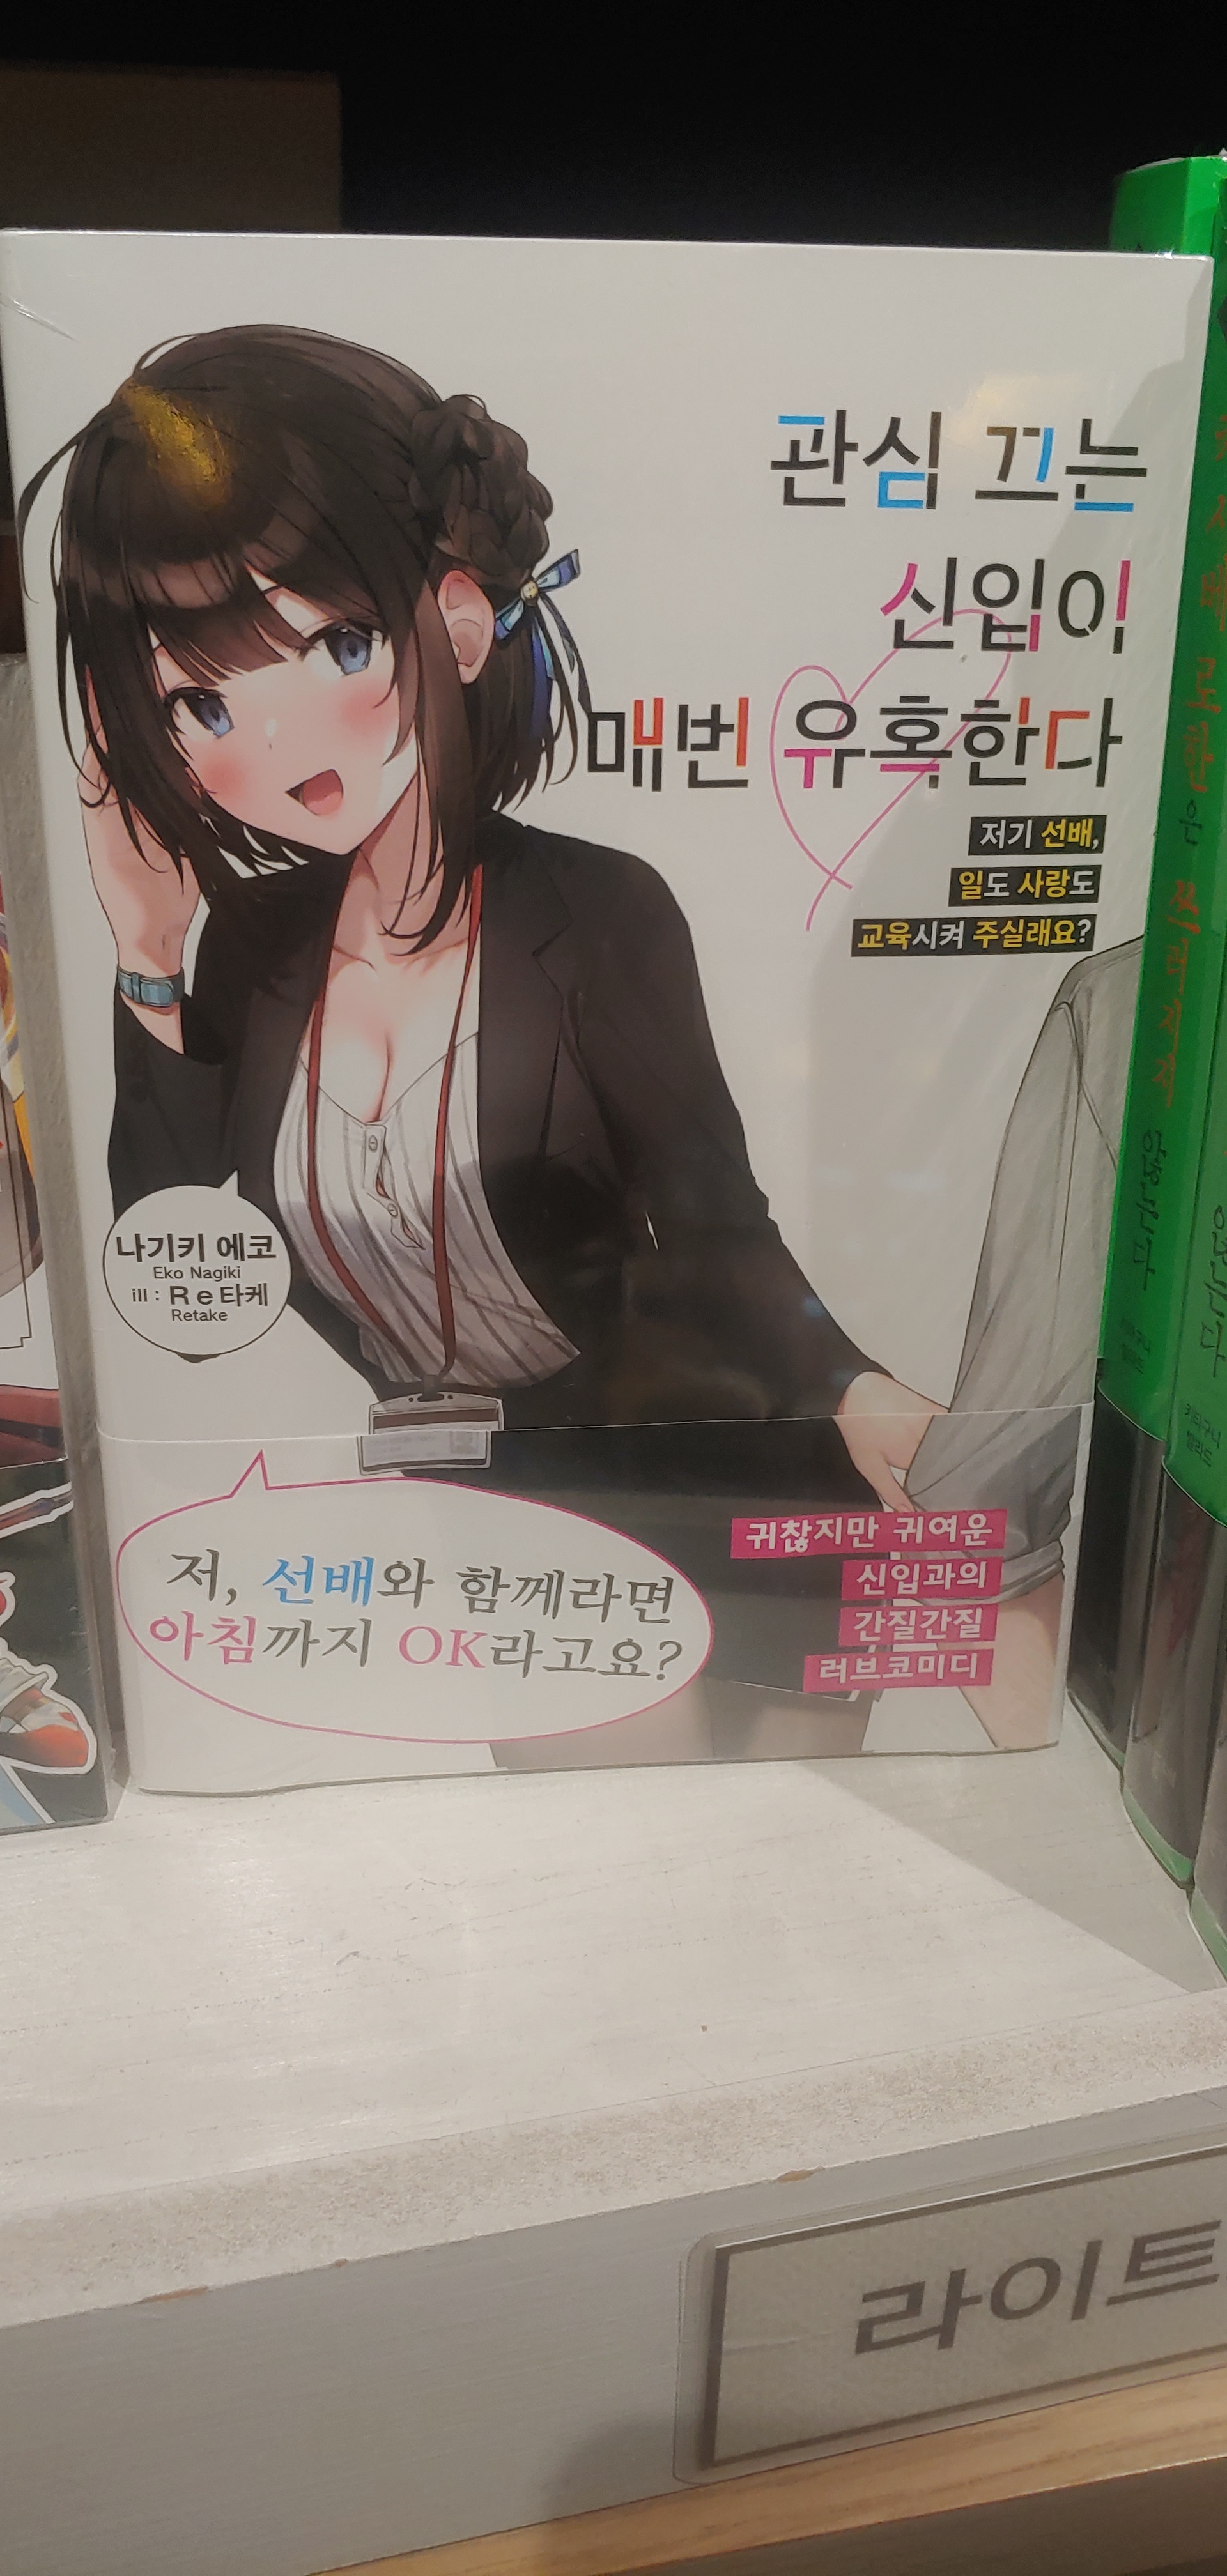 관심 끄는
신입이
매번 유혹한다
저기 선배,
일도 사랑도
교육시켜 주실래요?
나기키 에코
Eko Nagiki
ill : Re타케
Retake
저, 선배와 함께라면
아침까지 OK라고요?
귀찮지만 귀여운
신입과의
간질간질
러브코미디
라이트